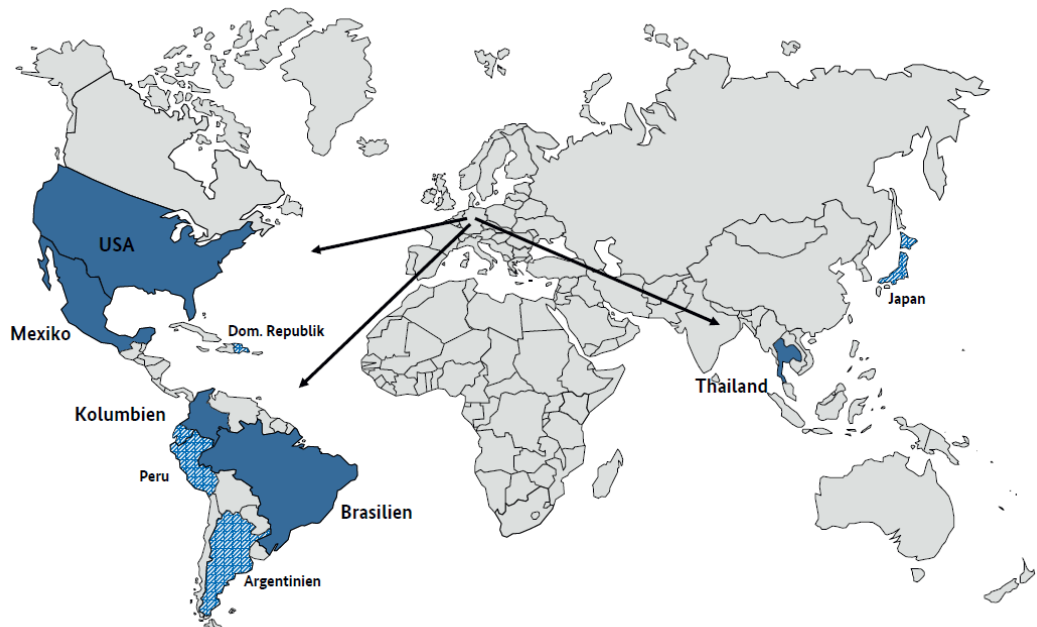 USA
Mexiko
Dom. Republik
Japan
Thailand
Kolumbien
Peru
Brasilien
Argentinien